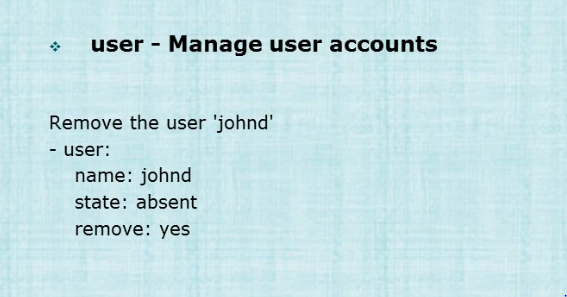 user - Manage user accounts
Remove the user 'johnd'
- user:
name: johnd
state: absent
remove: yes